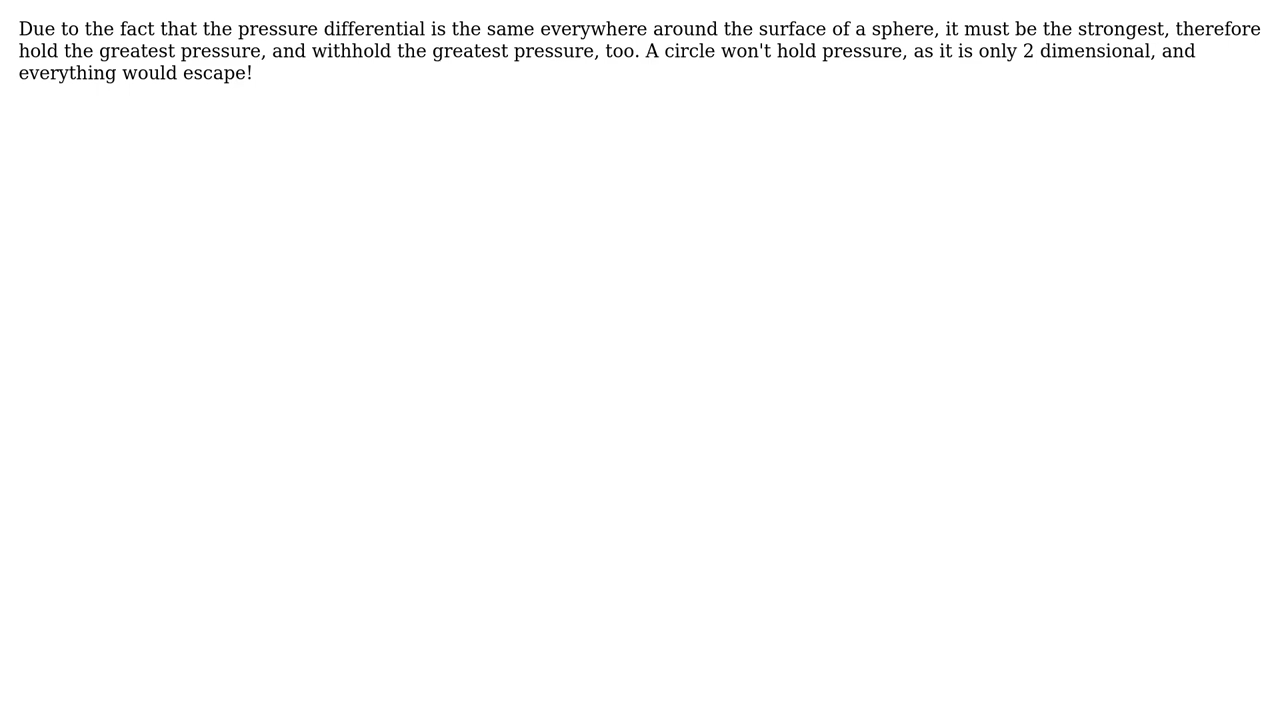 Due to the fact that the pressure differential is the same everywhere around the surface of a sphere, it must be the strongest, therefore
hold the greatest pressure, and withhold the greatest pressure, too. A circle won't hold pressure, as it is only 2 dimensional, and
everything would escape!